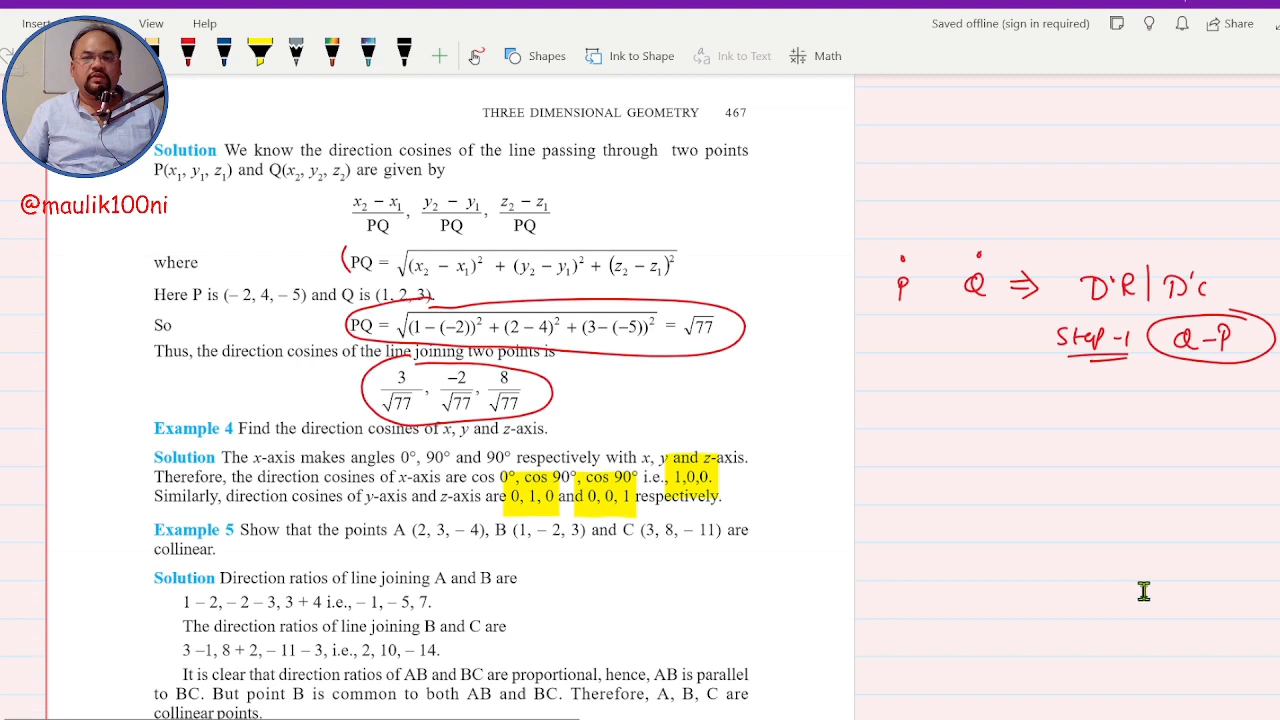 Insert View Help Saved offline (sign in required) Share
Shapes Ink to Shape Ink to Text Math
@maulik100ni
THREE DIMENSIONAL GEOMETRY 467
Solution We know the direction cosines of the line passing through two points
P(x₁, y₁, z₁) and Q(x₂, y₂, z₂) are given by
(x₂ − x₁)/PQ, (y₂ − y₁)/PQ, (z₂ − z₁)/PQ
where PQ = √((x₂ − x₁)² + (y₂ − y₁)² + (z₂ − z₁)²)
Here P is (– 2, 4, – 5) and Q is (1, 2, 3).
So PQ = √((1 − (−2))² + (2 − 4)² + (3 − (−5))²) = √77
Thus, the direction cosines of the line joining two points is
3/√77, −2/√77, 8/√77
Example 4 Find the direction cosines of x, y and z-axis.
Solution The x-axis makes angles 0°, 90° and 90° respectively with x, y and z-axis.
Therefore, the direction cosines of x-axis are cos 0°, cos 90°, cos 90° i.e., 1,0,0.
Similarly, direction cosines of y-axis and z-axis are 0, 1, 0 and 0, 0, 1 respectively.
Example 5 Show that the points A (2, 3, – 4), B (1, – 2, 3) and C (3, 8, – 11) are
collinear.
Solution Direction ratios of line joining A and B are
1 – 2, – 2 – 3, 3 + 4 i.e., – 1, – 5, 7.
The direction ratios of line joining B and C are
3 –1, 8 + 2, – 11 – 3, i.e., 2, 10, – 14.
It is clear that direction ratios of AB and BC are proportional, hence, AB is parallel
to BC. But point B is common to both AB and BC. Therefore, A, B, C are
collinear points.
P Q ⇒ D'R | D'C
Step-1 Q-P